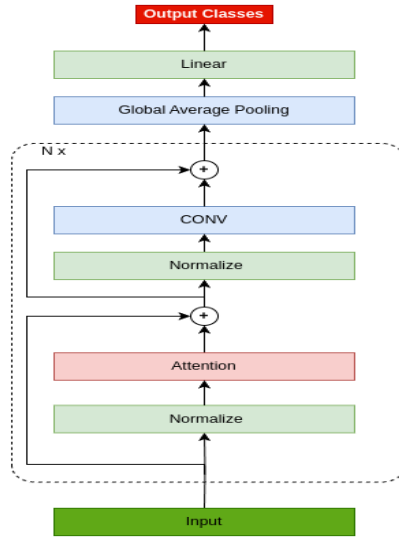 Output Classes
Linear
Global Average Pooling
N x
+
CONV
Normalize
+
Attention
Normalize
Input